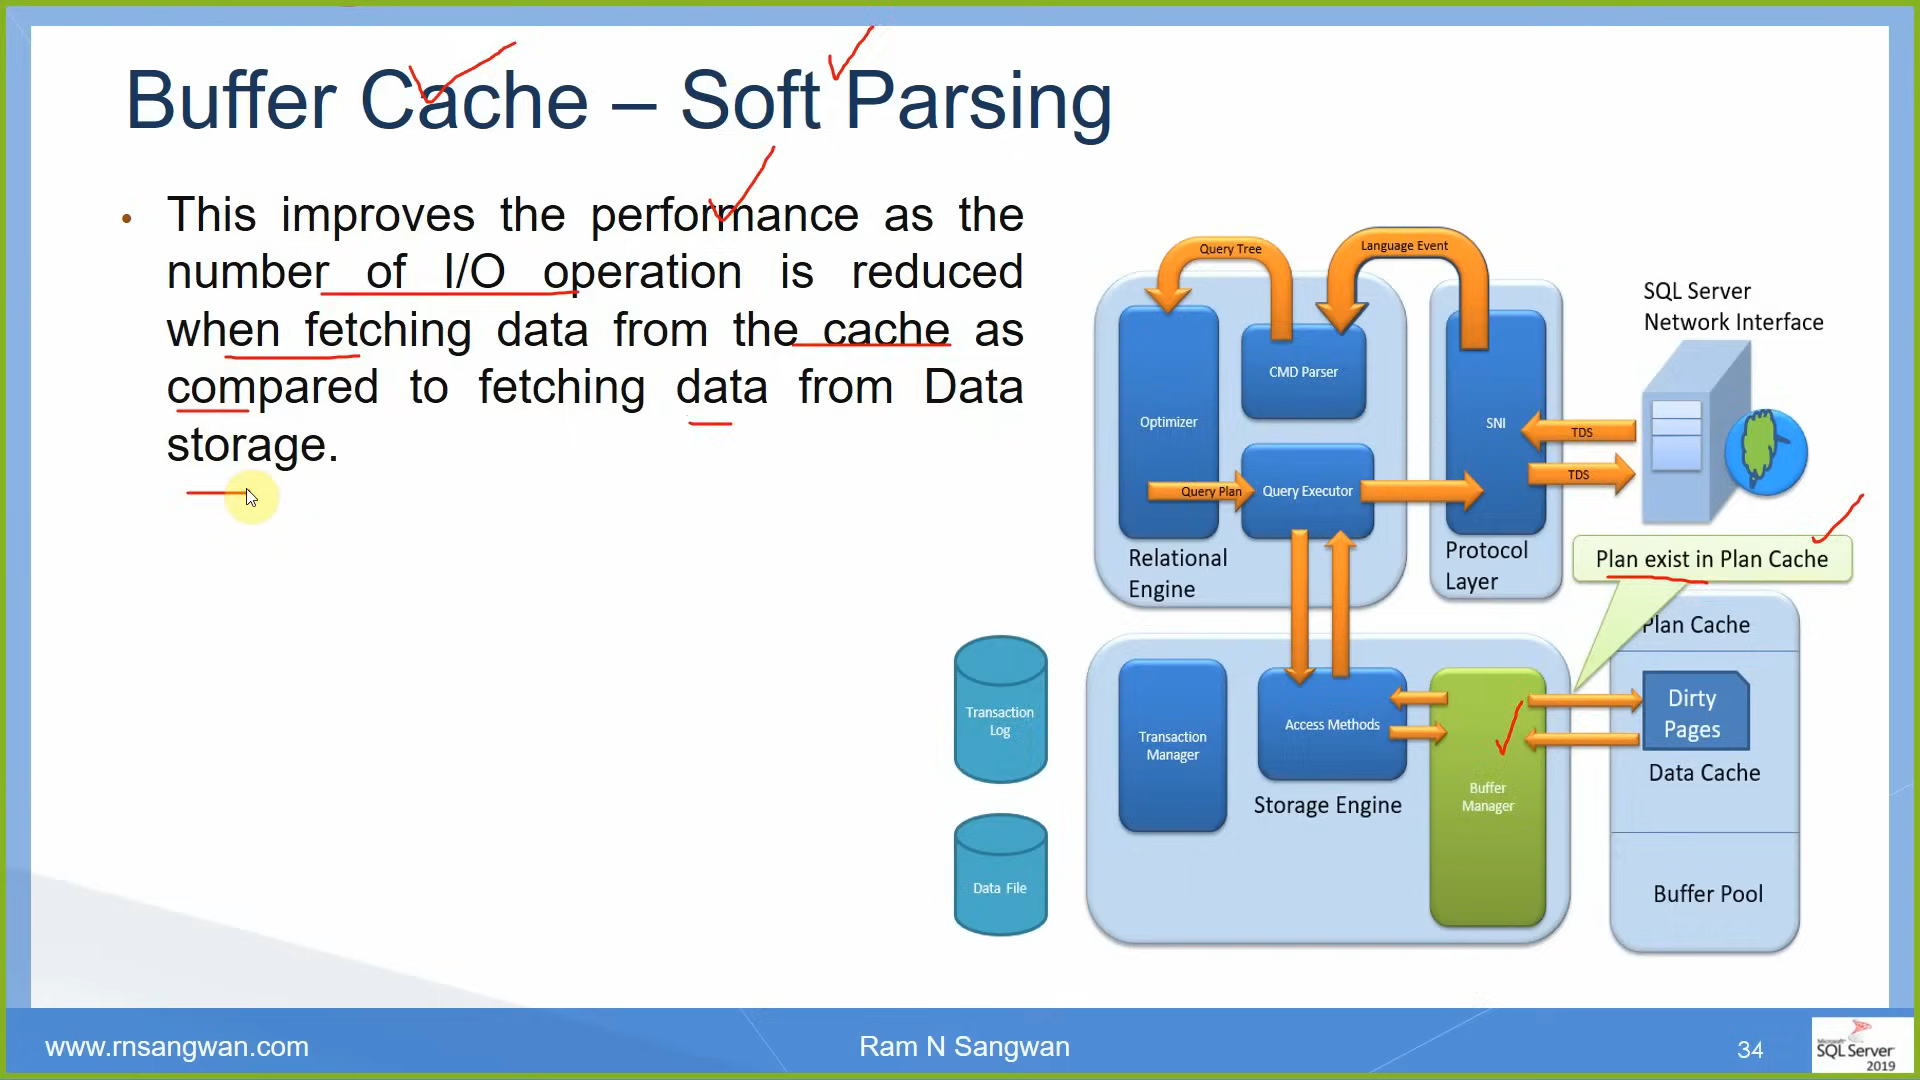 Buffer Cache – Soft Parsing
• This improves the performance as the
number of I/O operation is reduced
when fetching data from the cache as
compared to fetching data from Data
storage.
Query Tree
Language Event
CMD Parser
Optimizer
SNI
Query Plan
Query Executor
Relational
Engine
Protocol
Layer
SQL Server
Network Interface
TDS
TDS
Plan exist in Plan Cache
Plan Cache
Dirty
Pages
Data Cache
Buffer Pool
Transaction
Log
Data File
Transaction
Manager
Access Methods
Storage Engine
Buffer
Manager
www.rnsangwan.com
Ram N Sangwan
34
Microsoft
SQL Server
2019